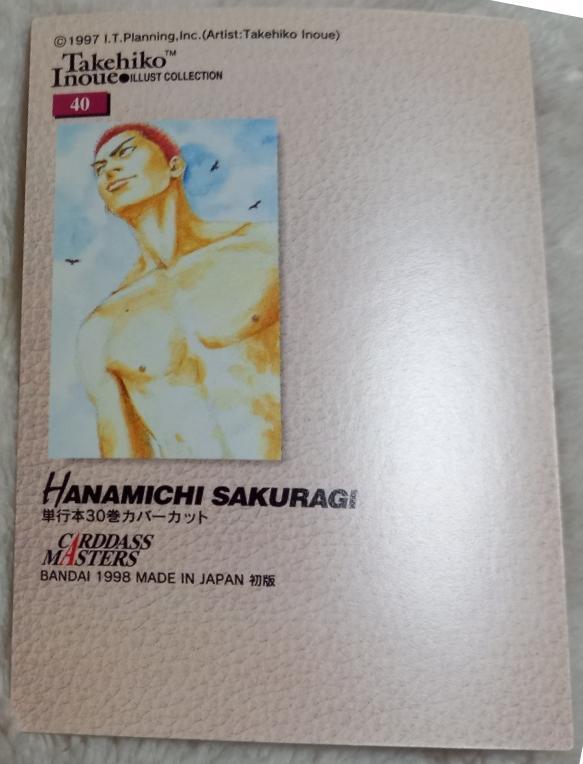 ©1997 I.T.Planning,Inc.(Artist:Takehiko Inoue)
Takehiko™
Inoue●ILLUST COLLECTION
40
HANAMICHI SAKURAGI
単行本30巻カバーカット
CARDDASS
MASTERS
BANDAI 1998 MADE IN JAPAN 初版